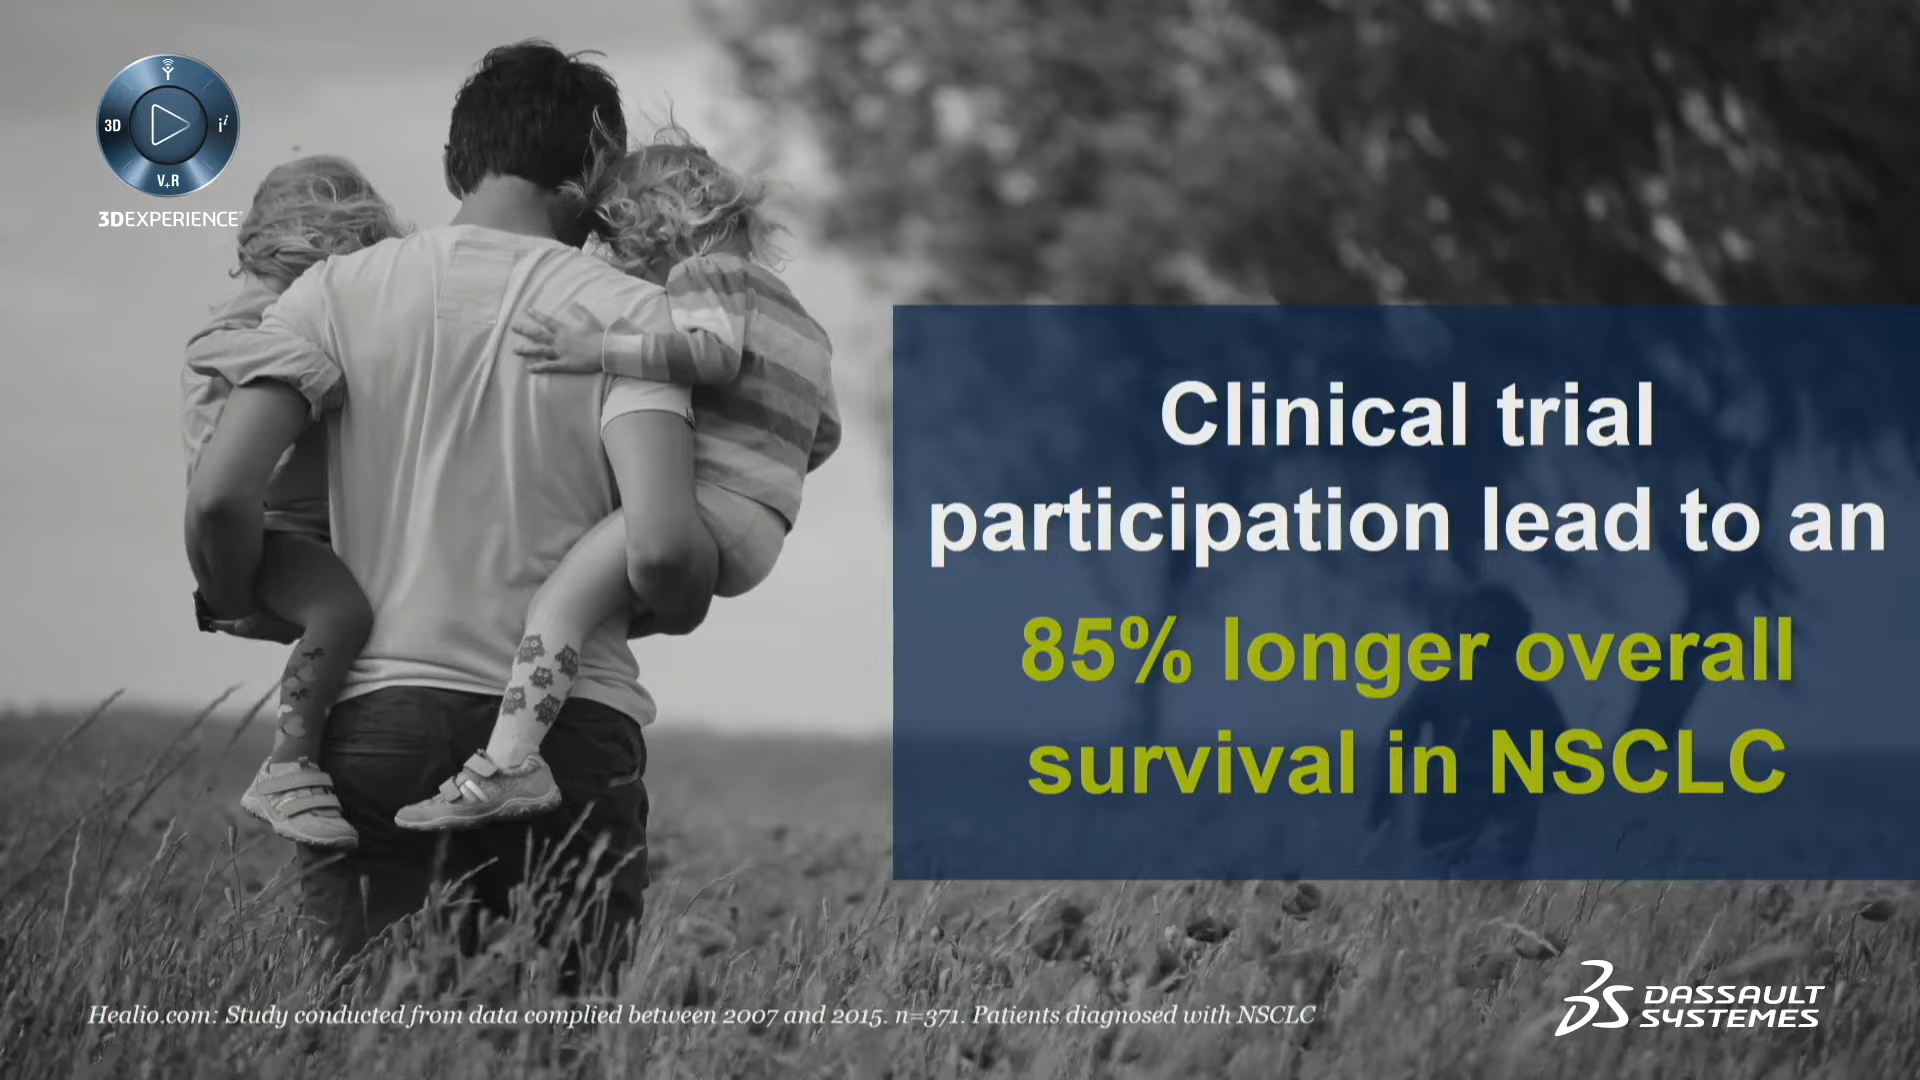 3D
i i
V+R
3DEXPERIENCE
Clinical trial
participation lead to an
85% longer overall
survival in NSCLC
Healio.com: Study conducted from data complied between 2007 and 2015. n=371. Patients diagnosed with NSCLC
DASSAULT
SYSTEMES